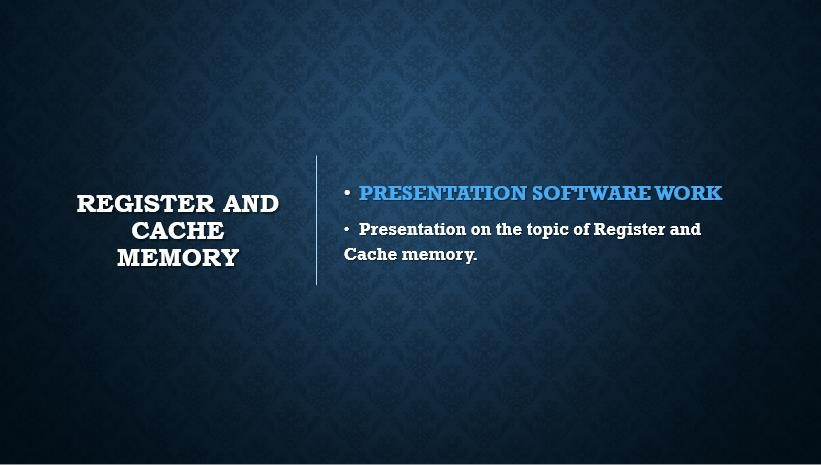 REGISTER AND
CACHE
MEMORY
• PRESENTATION SOFTWARE WORK
• Presentation on the topic of Register and
Cache memory.